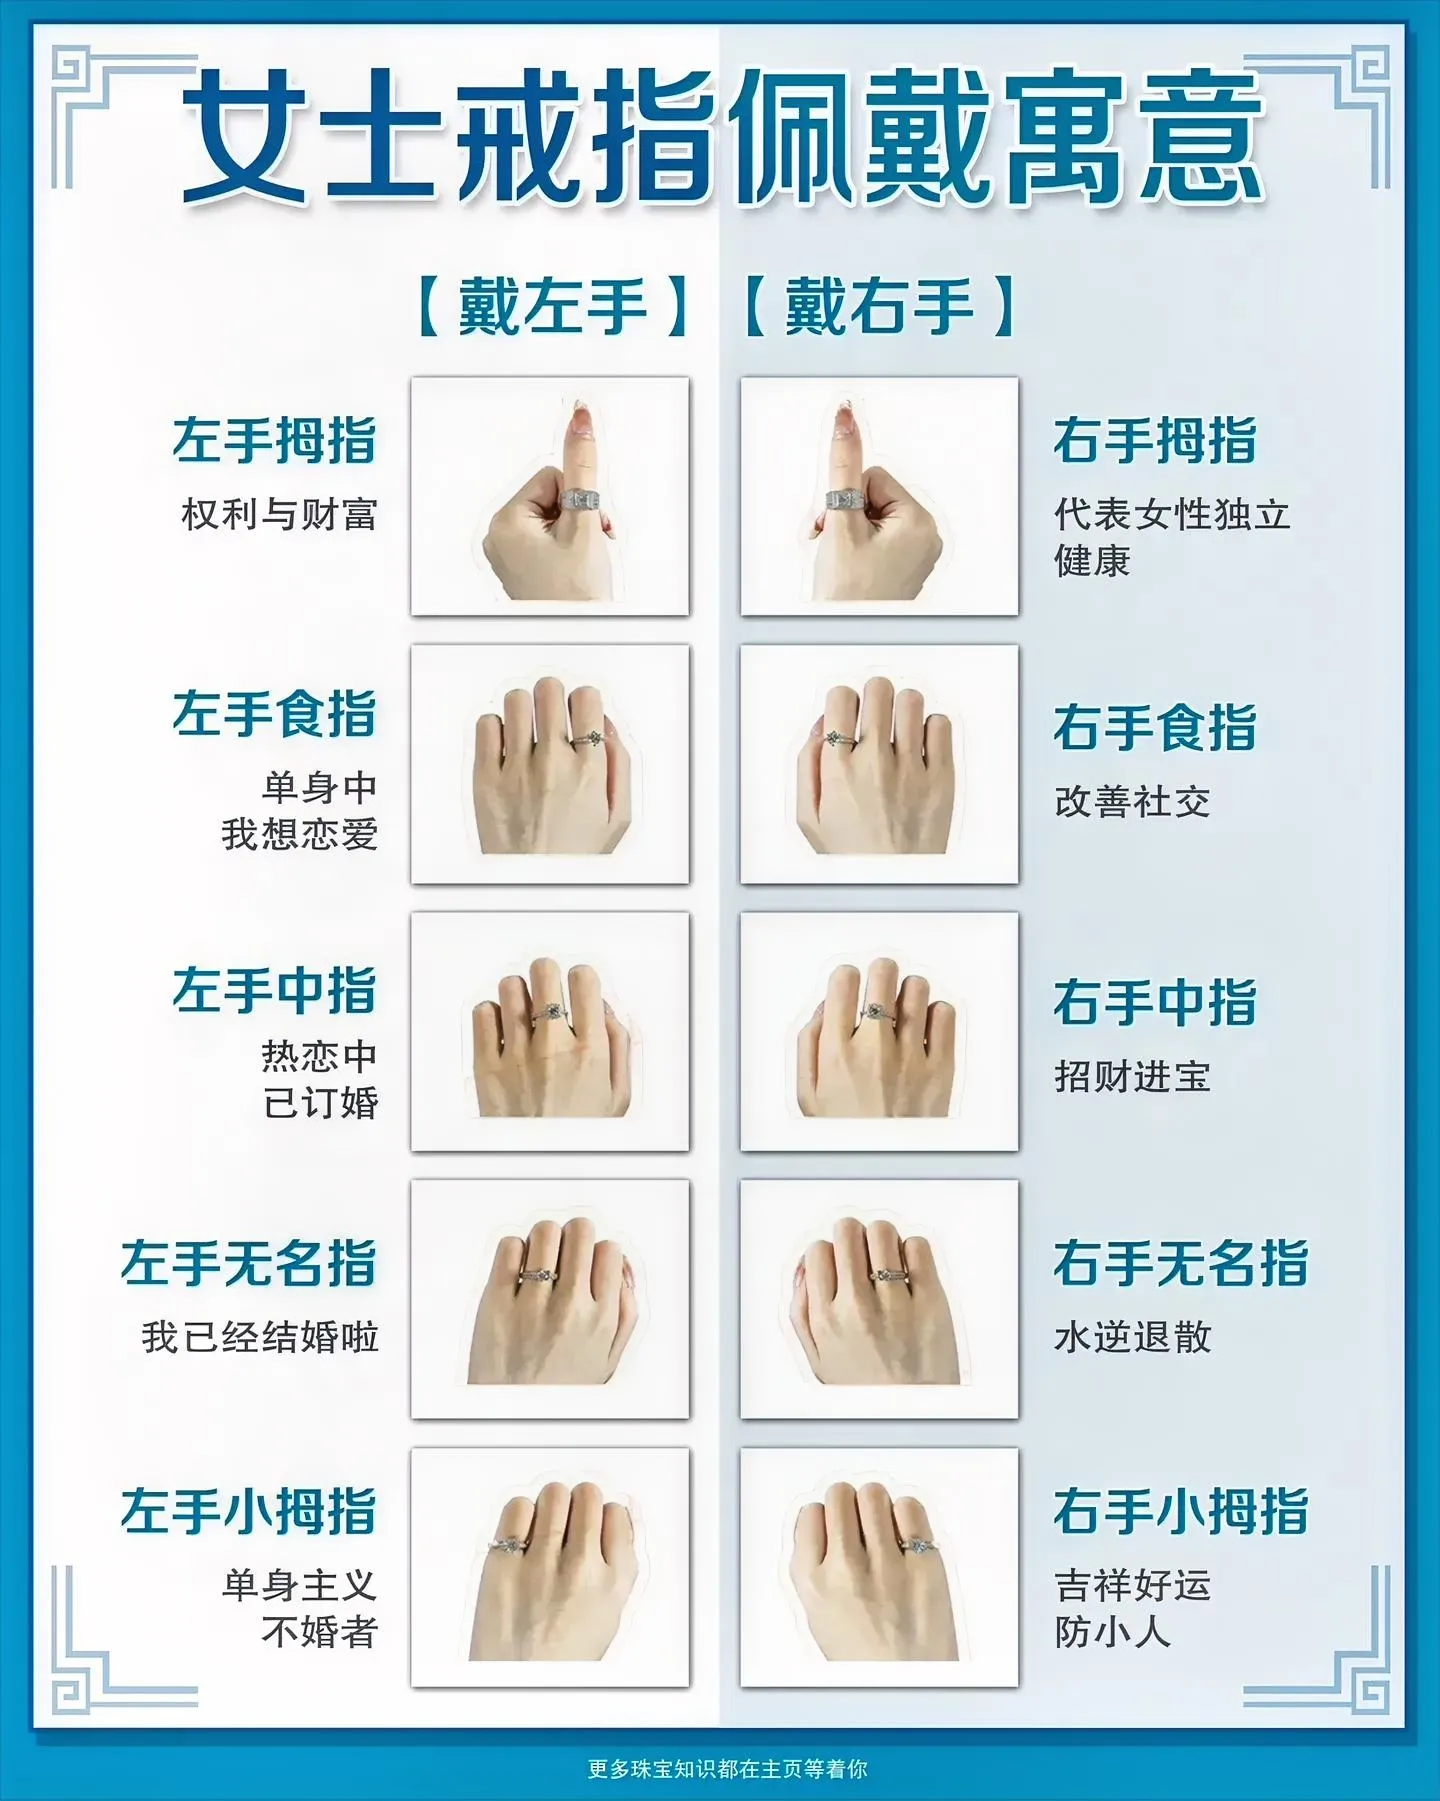 女士戒指佩戴寓意
【戴左手】【戴右手】
左手拇指
权利与财富
右手拇指
代表女性独立
健康
左手食指
单身中
我想恋爱
右手食指
改善社交
左手中指
热恋中
已订婚
右手中指
招财进宝
左手无名指
我已经结婚啦
右手无名指
水逆退散
左手小拇指
单身主义
不婚者
右手小拇指
吉祥好运
防小人
更多珠宝知识都在主页等着你